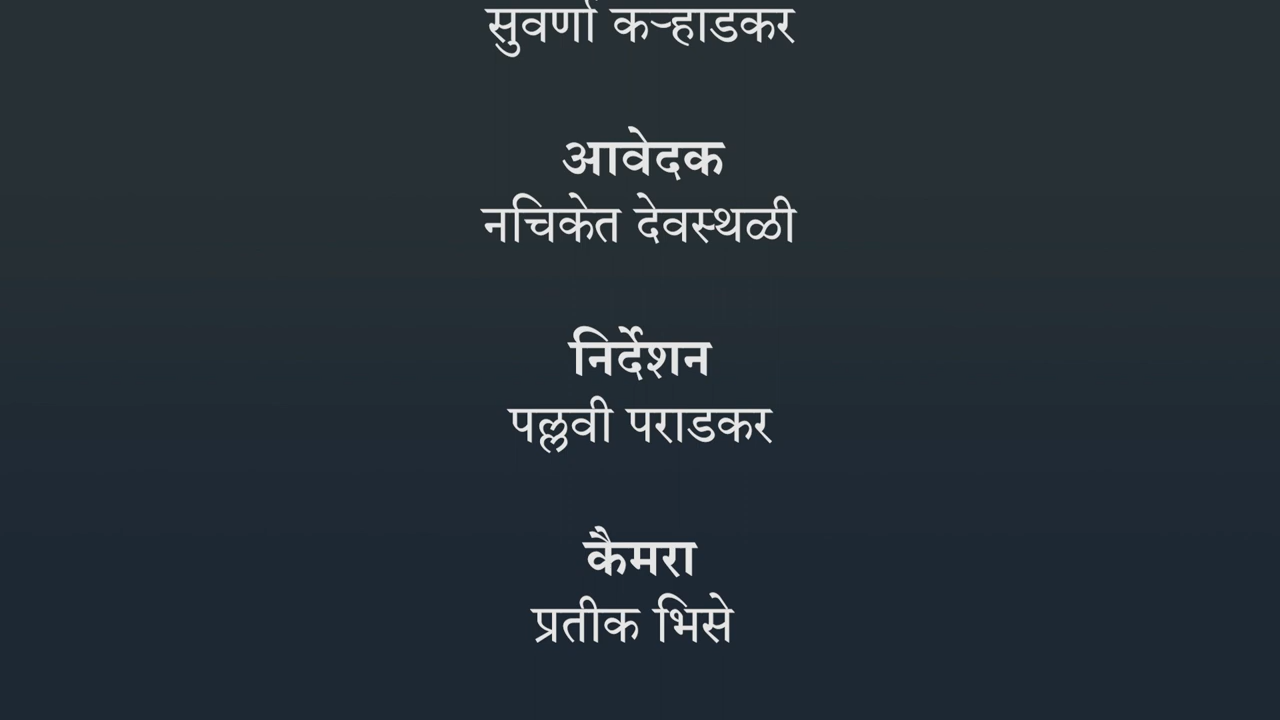 सुवर्णा कऱ्हाडकर
आवेदक
नचिकेत देवस्थळी
निर्देशन
पल्लवी पराडकर
कैमरा
प्रतीक भिसे